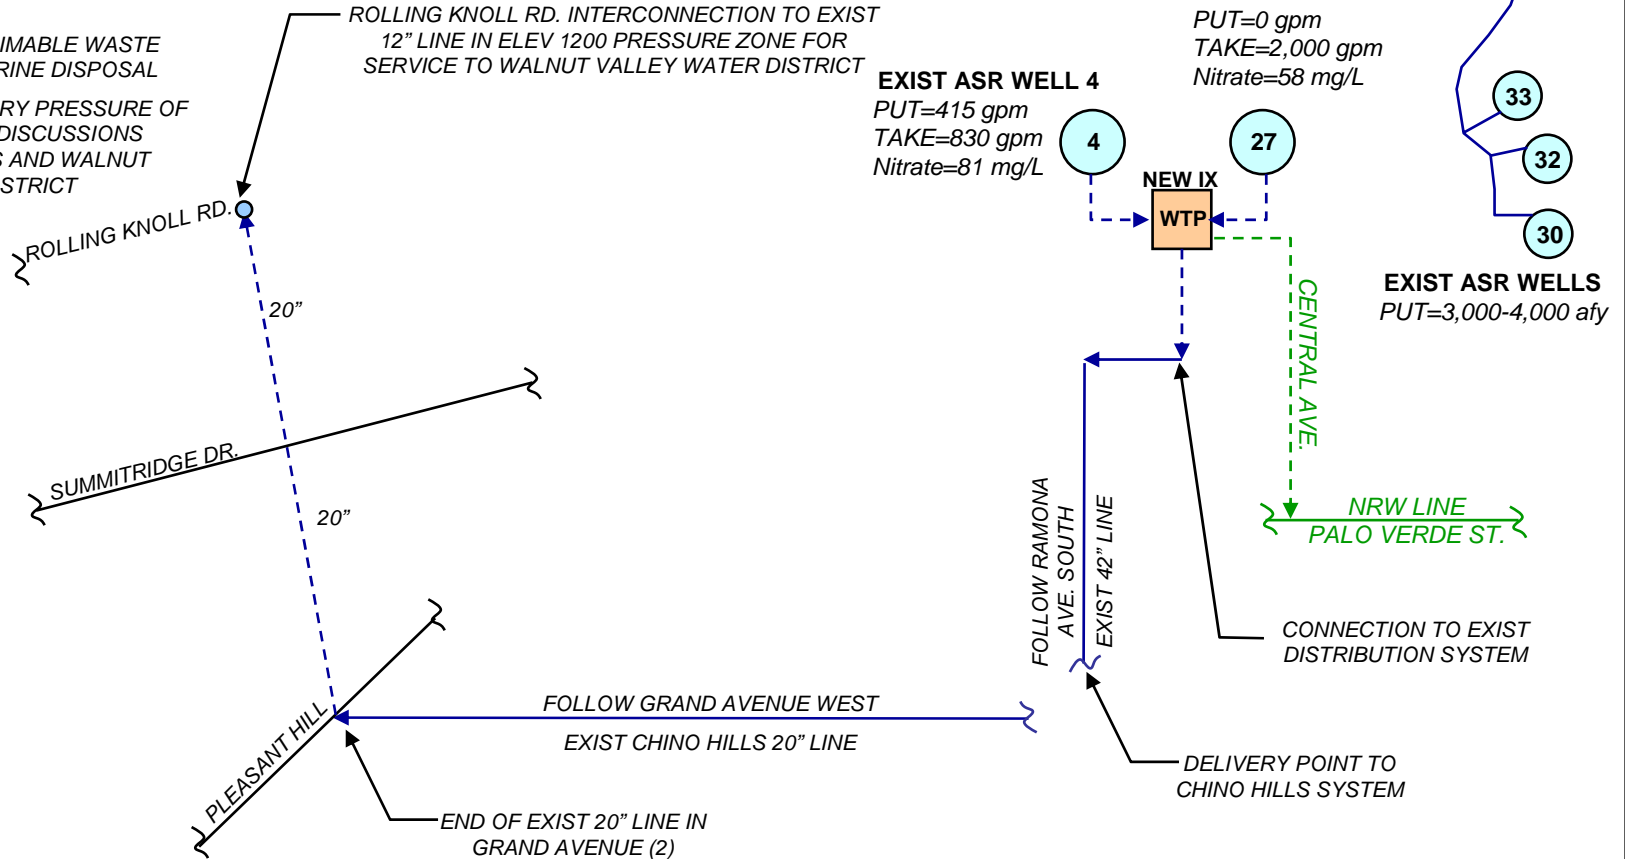 ROLLING KNOLL RD. INTERCONNECTION TO EXIST
12” LINE IN ELEV 1200 PRESSURE ZONE FOR
SERVICE TO WALNUT VALLEY WATER DISTRICT
IMABLE WASTE
RINE DISPOSAL
RY PRESSURE OF
DISCUSSIONS
S AND WALNUT
STRICT
EXIST ASR WELL 4
PUT=415 gpm
TAKE=830 gpm
Nitrate=81 mg/L
PUT=0 gpm
TAKE=2,000 gpm
Nitrate=58 mg/L
4
27
33
32
30
NEW IX
WTP
EXIST ASR WELLS
PUT=3,000-4,000 afy
ROLLING KNOLL RD.
20”
SUMMITRIDGE DR.
20”
CENTRAL AVE.
NRW LINE
PALO VERDE ST.
FOLLOW RAMONA
AVE. SOUTH
EXIST 42” LINE
CONNECTION TO EXIST
DISTRIBUTION SYSTEM
PLEASANT HILL
FOLLOW GRAND AVENUE WEST
EXIST CHINO HILLS 20” LINE
DELIVERY POINT TO
CHINO HILLS SYSTEM
END OF EXIST 20” LINE IN
GRAND AVENUE (2)